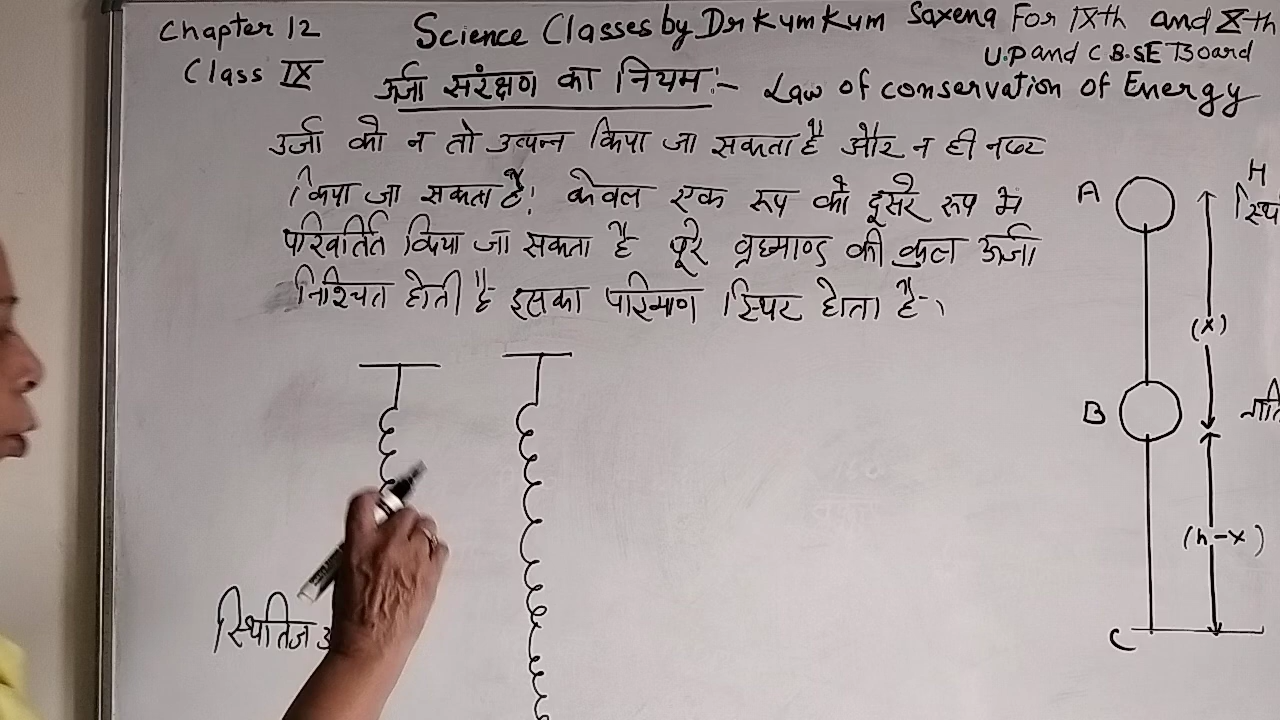 Chapter 12
Class IX
Science Classes by Dr KumKum Saxena For IXth and Xth
U.P and C.B.SE Board
ऊर्जा संरक्षण का नियम:- Law of conservation of Energy
उर्जा को न तो उत्पन्न किया जा सकता है और न ही नष्ट
किया जा सकता है। केवल एक रूप को दूसरे रूप में
परिवर्तित किया जा सकता है पूरे ब्रह्माण्ड की कुल ऊर्जा
निश्चित होती है इसका परिमाण स्थिर होता है-।
स्थितिज
A
H
(x)
B
(h-x)
C